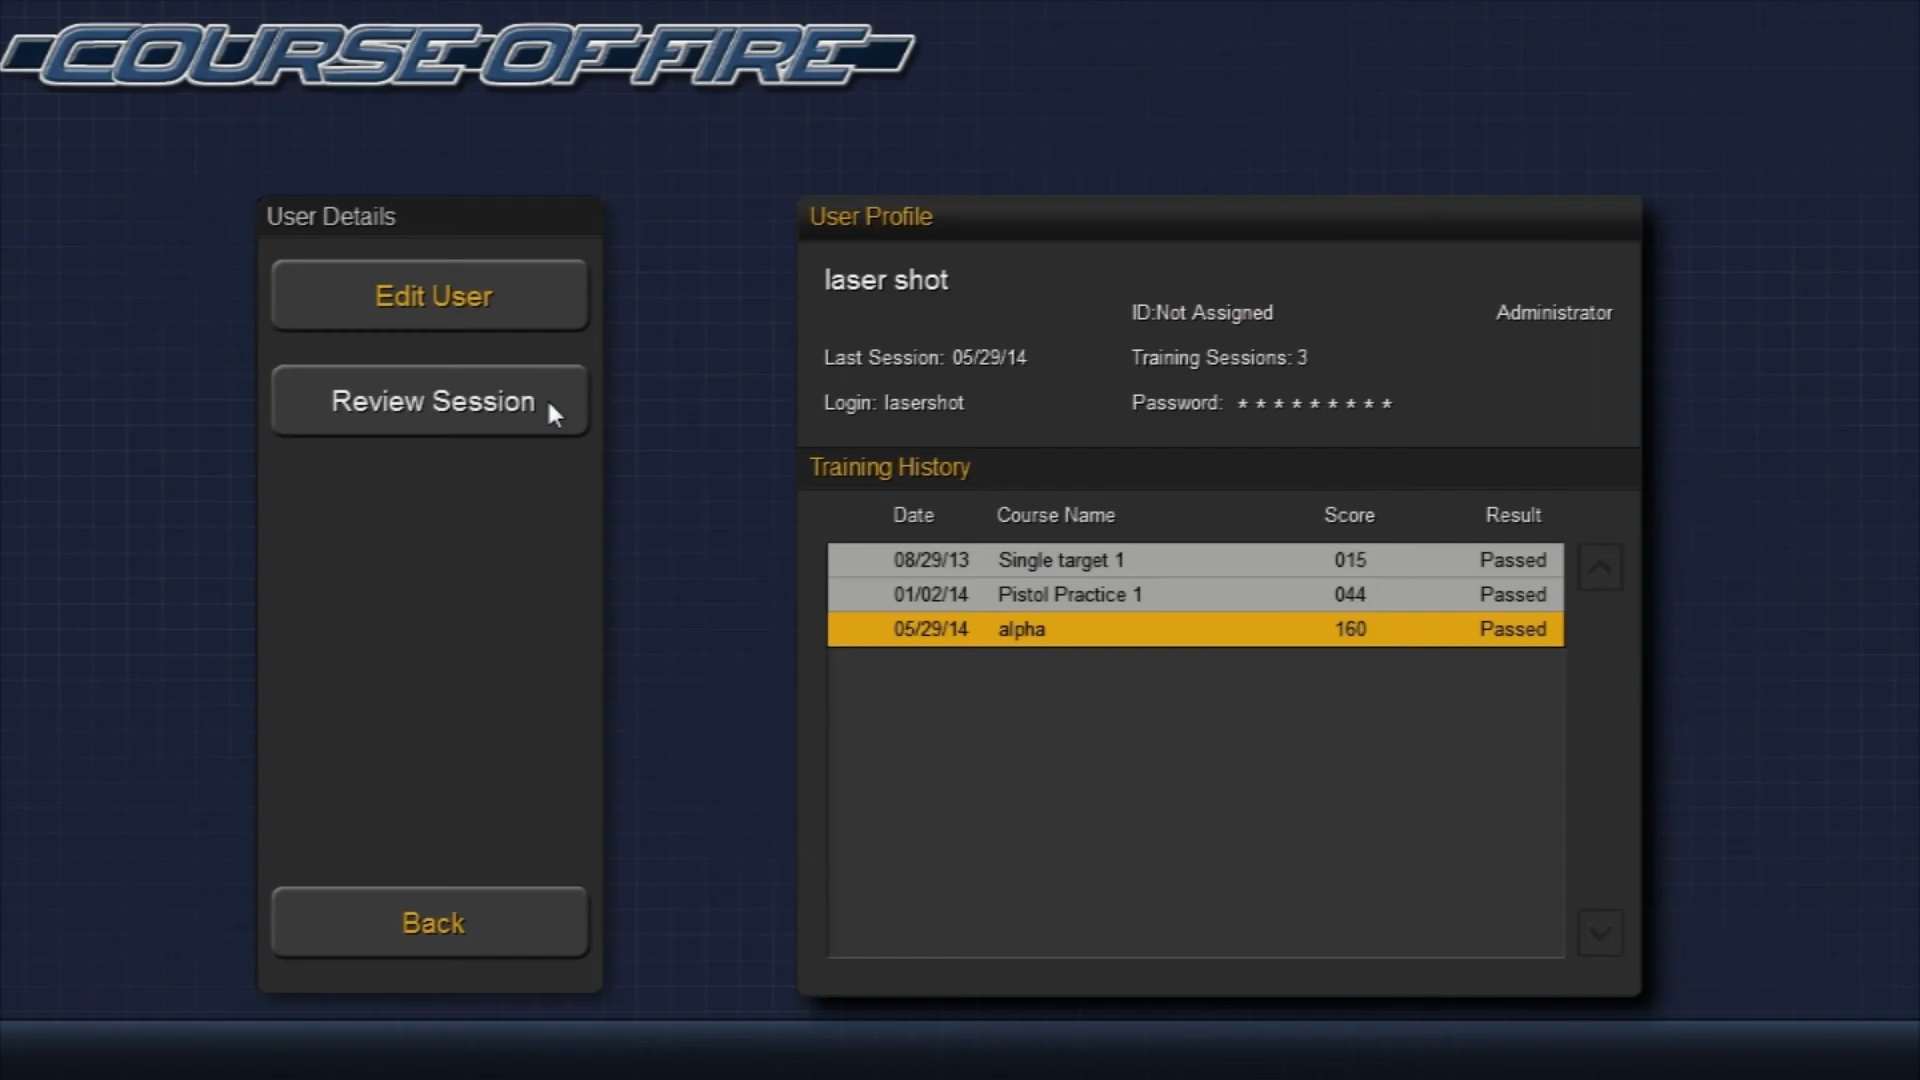 COURSE OF FIRE
User Details
Edit User
Review Session
Back
User Profile
laser shot
ID:Not Assigned
Administrator
Last Session: 05/29/14
Training Sessions: 3
Login: lasershot
Password: * * * * * * * * *
Training History
Date Course Name Score Result
08/29/13 Single target 1 015 Passed
01/02/14 Pistol Practice 1 044 Passed
05/29/14 alpha 160 Passed